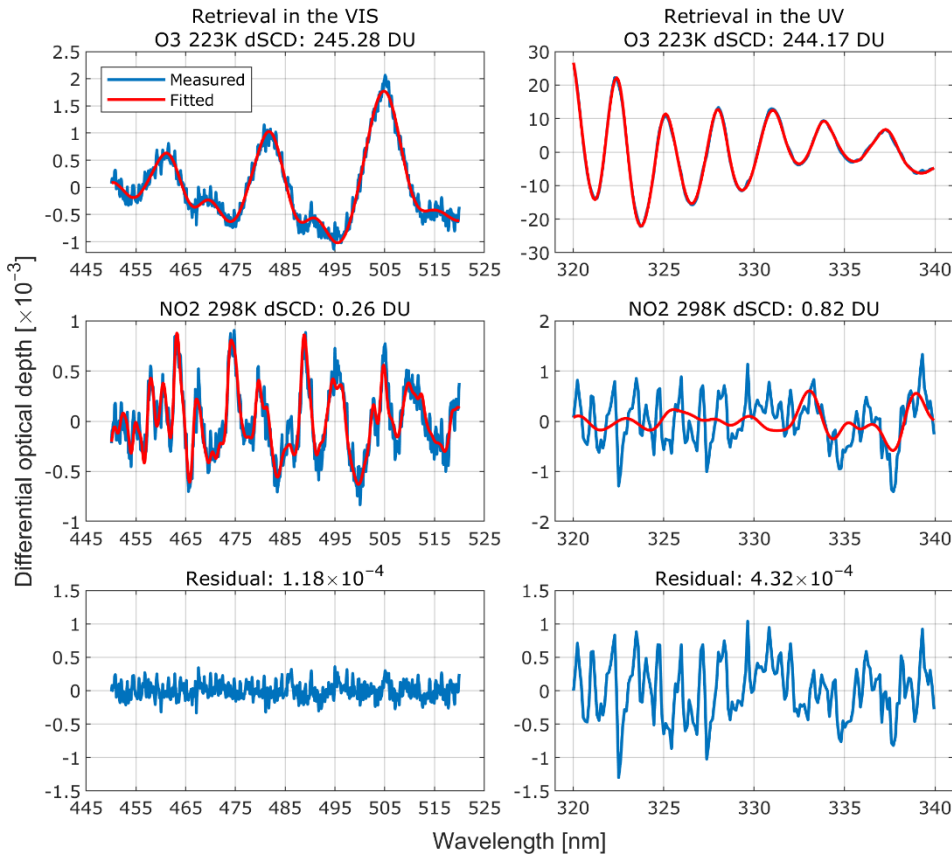 Retrieval in the VIS
O3 223K dSCD: 245.28 DU
2.5
2
1.5
1
0.5
0
-0.5
-1
Measured
Fitted
445 455 465 475 485 495 505 515 525
Retrieval in the UV
O3 223K dSCD: 244.17 DU
30
20
10
0
-10
-20
-30
320 325 330 335 340
Differential optical depth [×10⁻³]
NO2 298K dSCD: 0.26 DU
1
0.5
0
-0.5
-1
445 455 465 475 485 495 505 515 525
NO2 298K dSCD: 0.82 DU
2
1
0
-1
-2
320 325 330 335 340
Residual: 1.18×10⁻⁴
1.5
1
0.5
0
-0.5
-1
-1.5
445 455 465 475 485 495 505 515 525
Residual: 4.32×10⁻⁴
1.5
1
0.5
0
-0.5
-1
-1.5
320 325 330 335 340
Wavelength [nm]